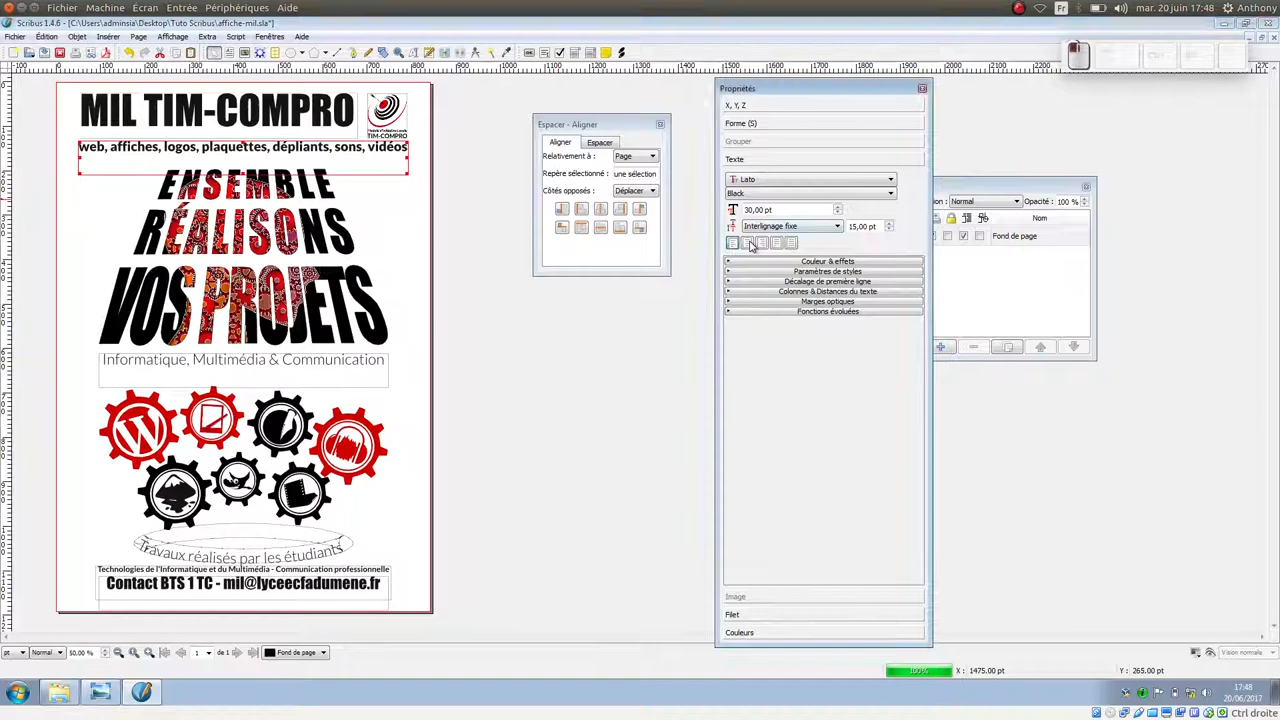 Fichier Machine Écran Entrée Périphériques Aide
Fr
mar. 20 juin 17:48
Anthony
Scribus 1.4.6 - [C:\Users\adminsia\Desktop\Tuto Scribus\affiche-mil.sla*]
Fichier Édition Objet Insérer Page Affichage Extra Script Fenêtres Aide
MIL TIM-COMPRO
TIM-COMPRO
web, affiches, logos, plaquettes, dépliants, sons, vidéos
ENSEMBLE
RÉALISONS
VOS PROJETS
Informatique, Multimédia & Communication
Travaux réalisés par les étudiants
Technologies de l'Informatique et du Multimédia - Communication professionnelle
Contact BTS 1 TC - mil@lyceecfadumene.fr
Espacer - Aligner
Aligner Espacer
Relativement à : Page
Repère sélectionné : une sélection
Côtés opposés : Déplacer
Propriétés
X, Y, Z
Forme (S)
Grouper
Texte
Lato
Black
30,00 pt
Interlignage fixe 15,00 pt
Couleur & effets
Paramètres de styles
Décalage de première ligne
Colonnes & Distances du texte
Marges optiques
Fonctions évoluées
Image
Filet
Couleurs
Normal Opacité : 100 %
Nom
Fond de page
pt Normal 50,00 % 1 de 1 Fond de page
Vision normale
100%
X : 1475.00 pt Y : 265.00 pt
17:48
20/06/2017
Ctrl droite